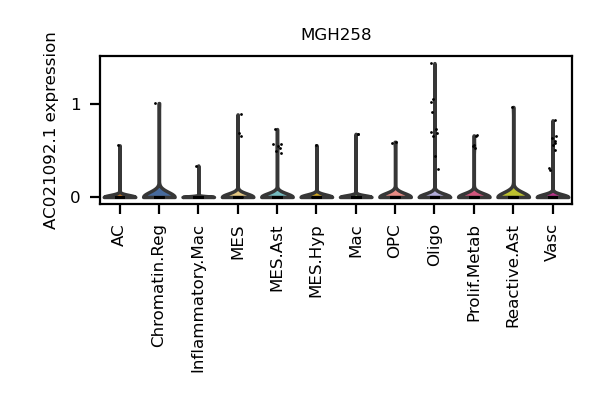 MGH258
AC021092.1 expression
1
0
AC
Chromatin.Reg
Inflammatory.Mac
MES
MES.Ast
MES.Hyp
Mac
OPC
Oligo
Prolif.Metab
Reactive.Ast
Vasc